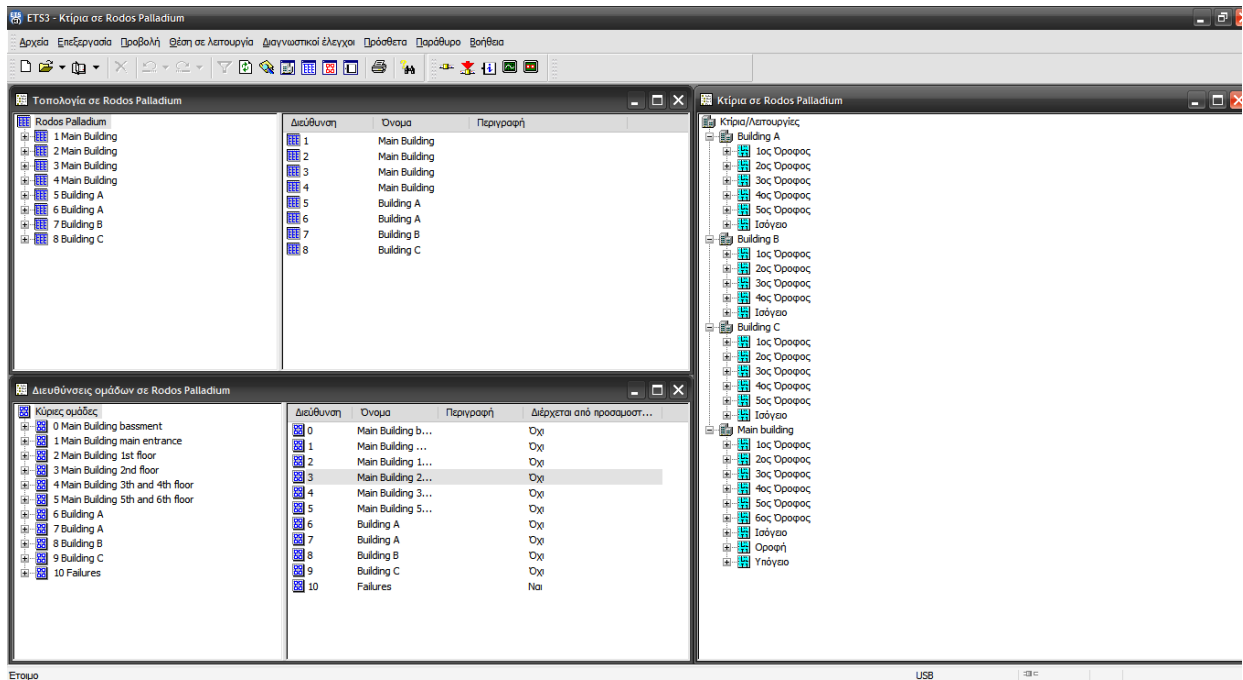 ETS3 - Κτίρια σε Rodos Palladium
Αρχεία Επεξεργασία Προβολή Θέση σε λειτουργία Διαγνωστικοί έλεγχοι Πρόσθετα Παράθυρο Βοήθεια
Τοπολογία σε Rodos Palladium
Rodos Palladium
1 Main Building
2 Main Building
3 Main Building
4 Main Building
5 Building A
6 Building A
7 Building B
8 Building C
Διεύθυνση Όνομα Περιγραφή
1 Main Building
2 Main Building
3 Main Building
4 Main Building
5 Building A
6 Building A
7 Building B
8 Building C
Διευθύνσεις ομάδων σε Rodos Palladium
Κύριες ομάδες
0 Main Building bassment
1 Main Building main entrance
2 Main Building 1st floor
3 Main Building 2nd floor
4 Main Building 3th and 4th floor
5 Main Building 5th and 6th floor
6 Building A
7 Building A
8 Building B
9 Building C
10 Failures
Διεύθυνση Όνομα Περιγραφή Διέρχεται από προσαμοστ...
0 Main Building b... Όχι
1 Main Building ... Όχι
2 Main Building 1... Όχι
3 Main Building 2... Όχι
4 Main Building 3... Όχι
5 Main Building 5... Όχι
6 Building A Όχι
7 Building A Όχι
8 Building B Όχι
9 Building C Όχι
10 Failures Ναι
Κτίρια σε Rodos Palladium
Κτίρια/Λειτουργίες
Building A
1ος Όροφος
2ος Όροφος
3ος Όροφος
4ος Όροφος
5ος Όροφος
Ισόγειο
Building B
1ος Όροφος
2ος Όροφος
3ος Όροφος
4ος Όροφος
Ισόγειο
Building C
1ος Όροφος
2ος Όροφος
3ος Όροφος
4ος Όροφος
5ος Όροφος
Ισόγειο
Main building
1ος Όροφος
2ος Όροφος
3ος Όροφος
4ος Όροφος
5ος Όροφος
6ος Όροφος
Ισόγειο
Οροφή
Υπόγειο
Έτοιμο USB